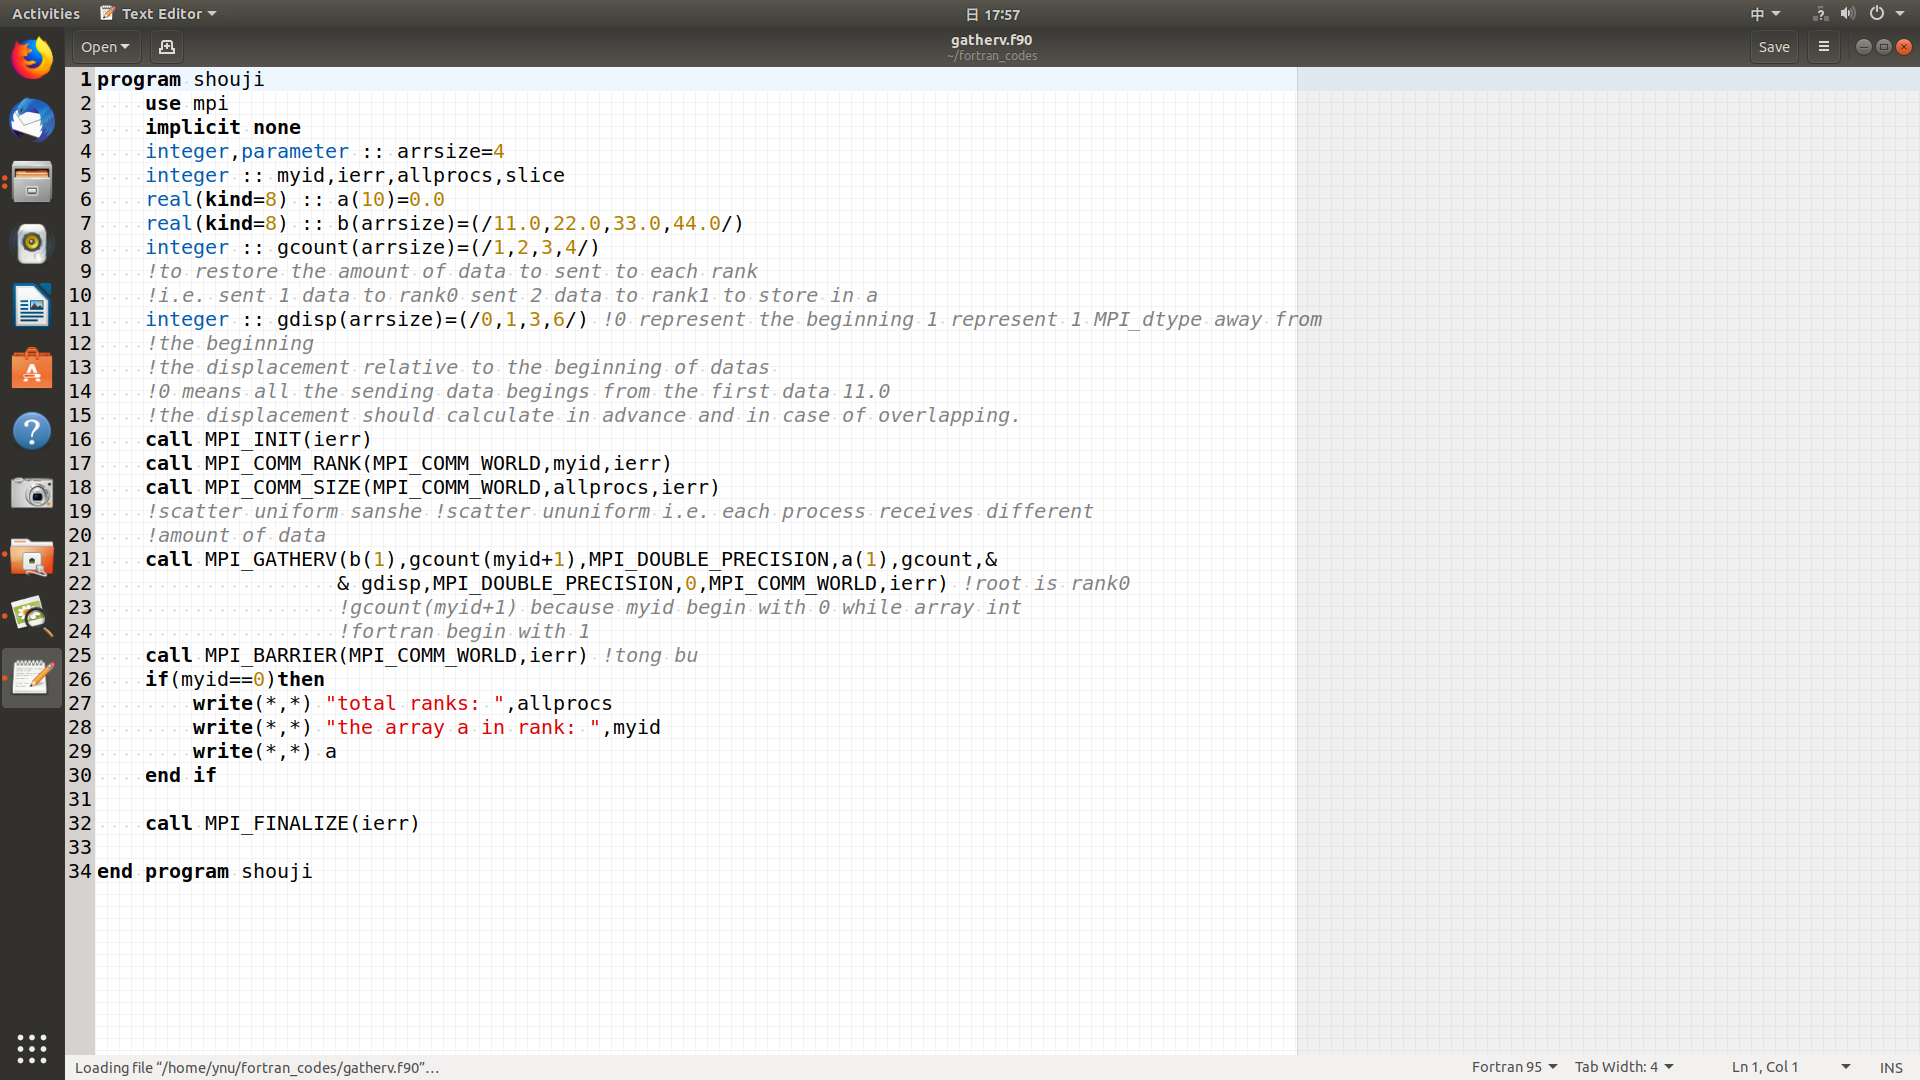 Activities Text Editor 日 17:57 中
Open gatherv.f90 Save
~/fortran_codes
1 program shouji
2     use mpi
3     implicit none
4     integer,parameter :: arrsize=4
5     integer :: myid,ierr,allprocs,slice
6     real(kind=8) :: a(10)=0.0
7     real(kind=8) :: b(arrsize)=(/11.0,22.0,33.0,44.0/)
8     integer :: gcount(arrsize)=(/1,2,3,4/)
9     !to restore the amount of data to sent to each rank
10     !i.e. sent 1 data to rank0 sent 2 data to rank1 to store in a
11     integer :: gdisp(arrsize)=(/0,1,3,6/) !0 represent the beginning 1 represent 1 MPI_dtype away from
12     !the beginning
13     !the displacement relative to the beginning of datas
14     !0 means all the sending data begings from the first data 11.0
15     !the displacement should calculate in advance and in case of overlapping.
16     call MPI_INIT(ierr)
17     call MPI_COMM_RANK(MPI_COMM_WORLD,myid,ierr)
18     call MPI_COMM_SIZE(MPI_COMM_WORLD,allprocs,ierr)
19     !scatter uniform sanshe !scatter ununiform i.e. each process receives different
20     !amount of data
21     call MPI_GATHERV(b(1),gcount(myid+1),MPI_DOUBLE_PRECISION,a(1),gcount,&
22                     & gdisp,MPI_DOUBLE_PRECISION,0,MPI_COMM_WORLD,ierr) !root is rank0
23                     !gcount(myid+1) because myid begin with 0 while array int
24                     !fortran begin with 1
25     call MPI_BARRIER(MPI_COMM_WORLD,ierr) !tong bu
26     if(myid==0)then
27         write(*,*) "total ranks: ",allprocs
28         write(*,*) "the array a in rank: ",myid
29         write(*,*) a
30     end if
31
32     call MPI_FINALIZE(ierr)
33
34 end program shouji
Loading file “/home/ynu/fortran_codes/gatherv.f90”… Fortran 95 Tab Width: 4 Ln 1, Col 1 INS